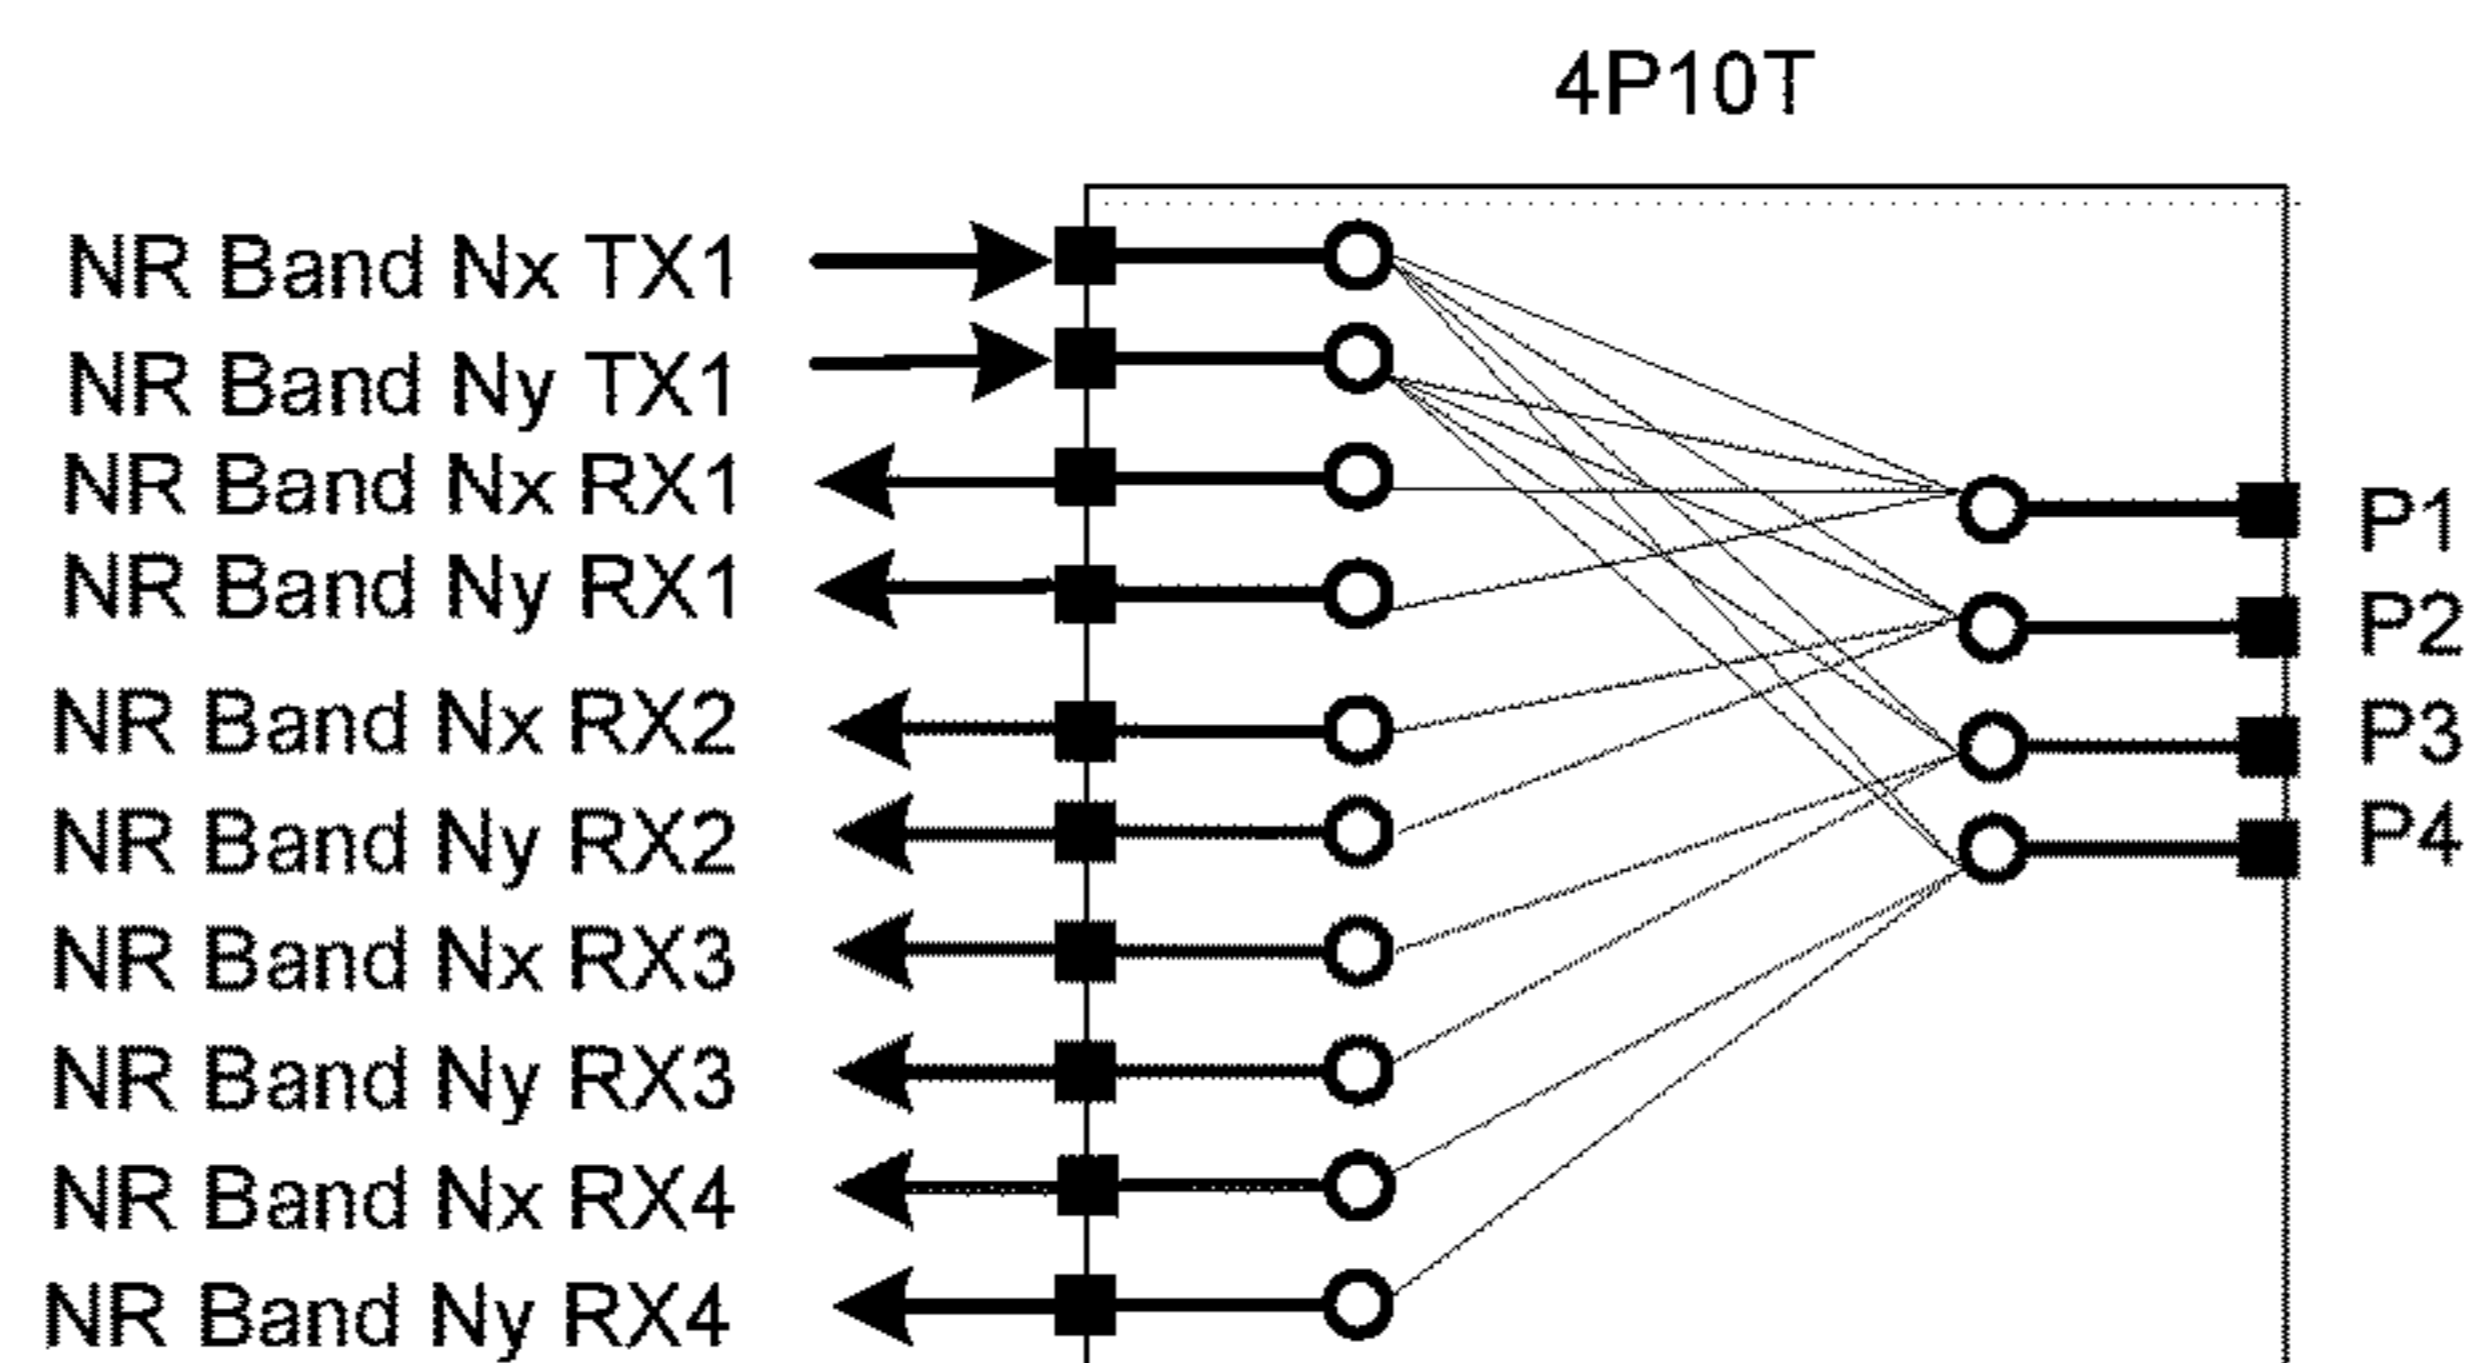 4P10T
NR Band Nx TX1
NR Band Ny TX1
NR Band Nx RX1
NR Band Ny RX1
NR Band Nx RX2
NR Band Ny RX2
NR Band Nx RX3
NR Band Ny RX3
NR Band Nx RX4
NR Band Ny RX4
P1
P2
P3
P4